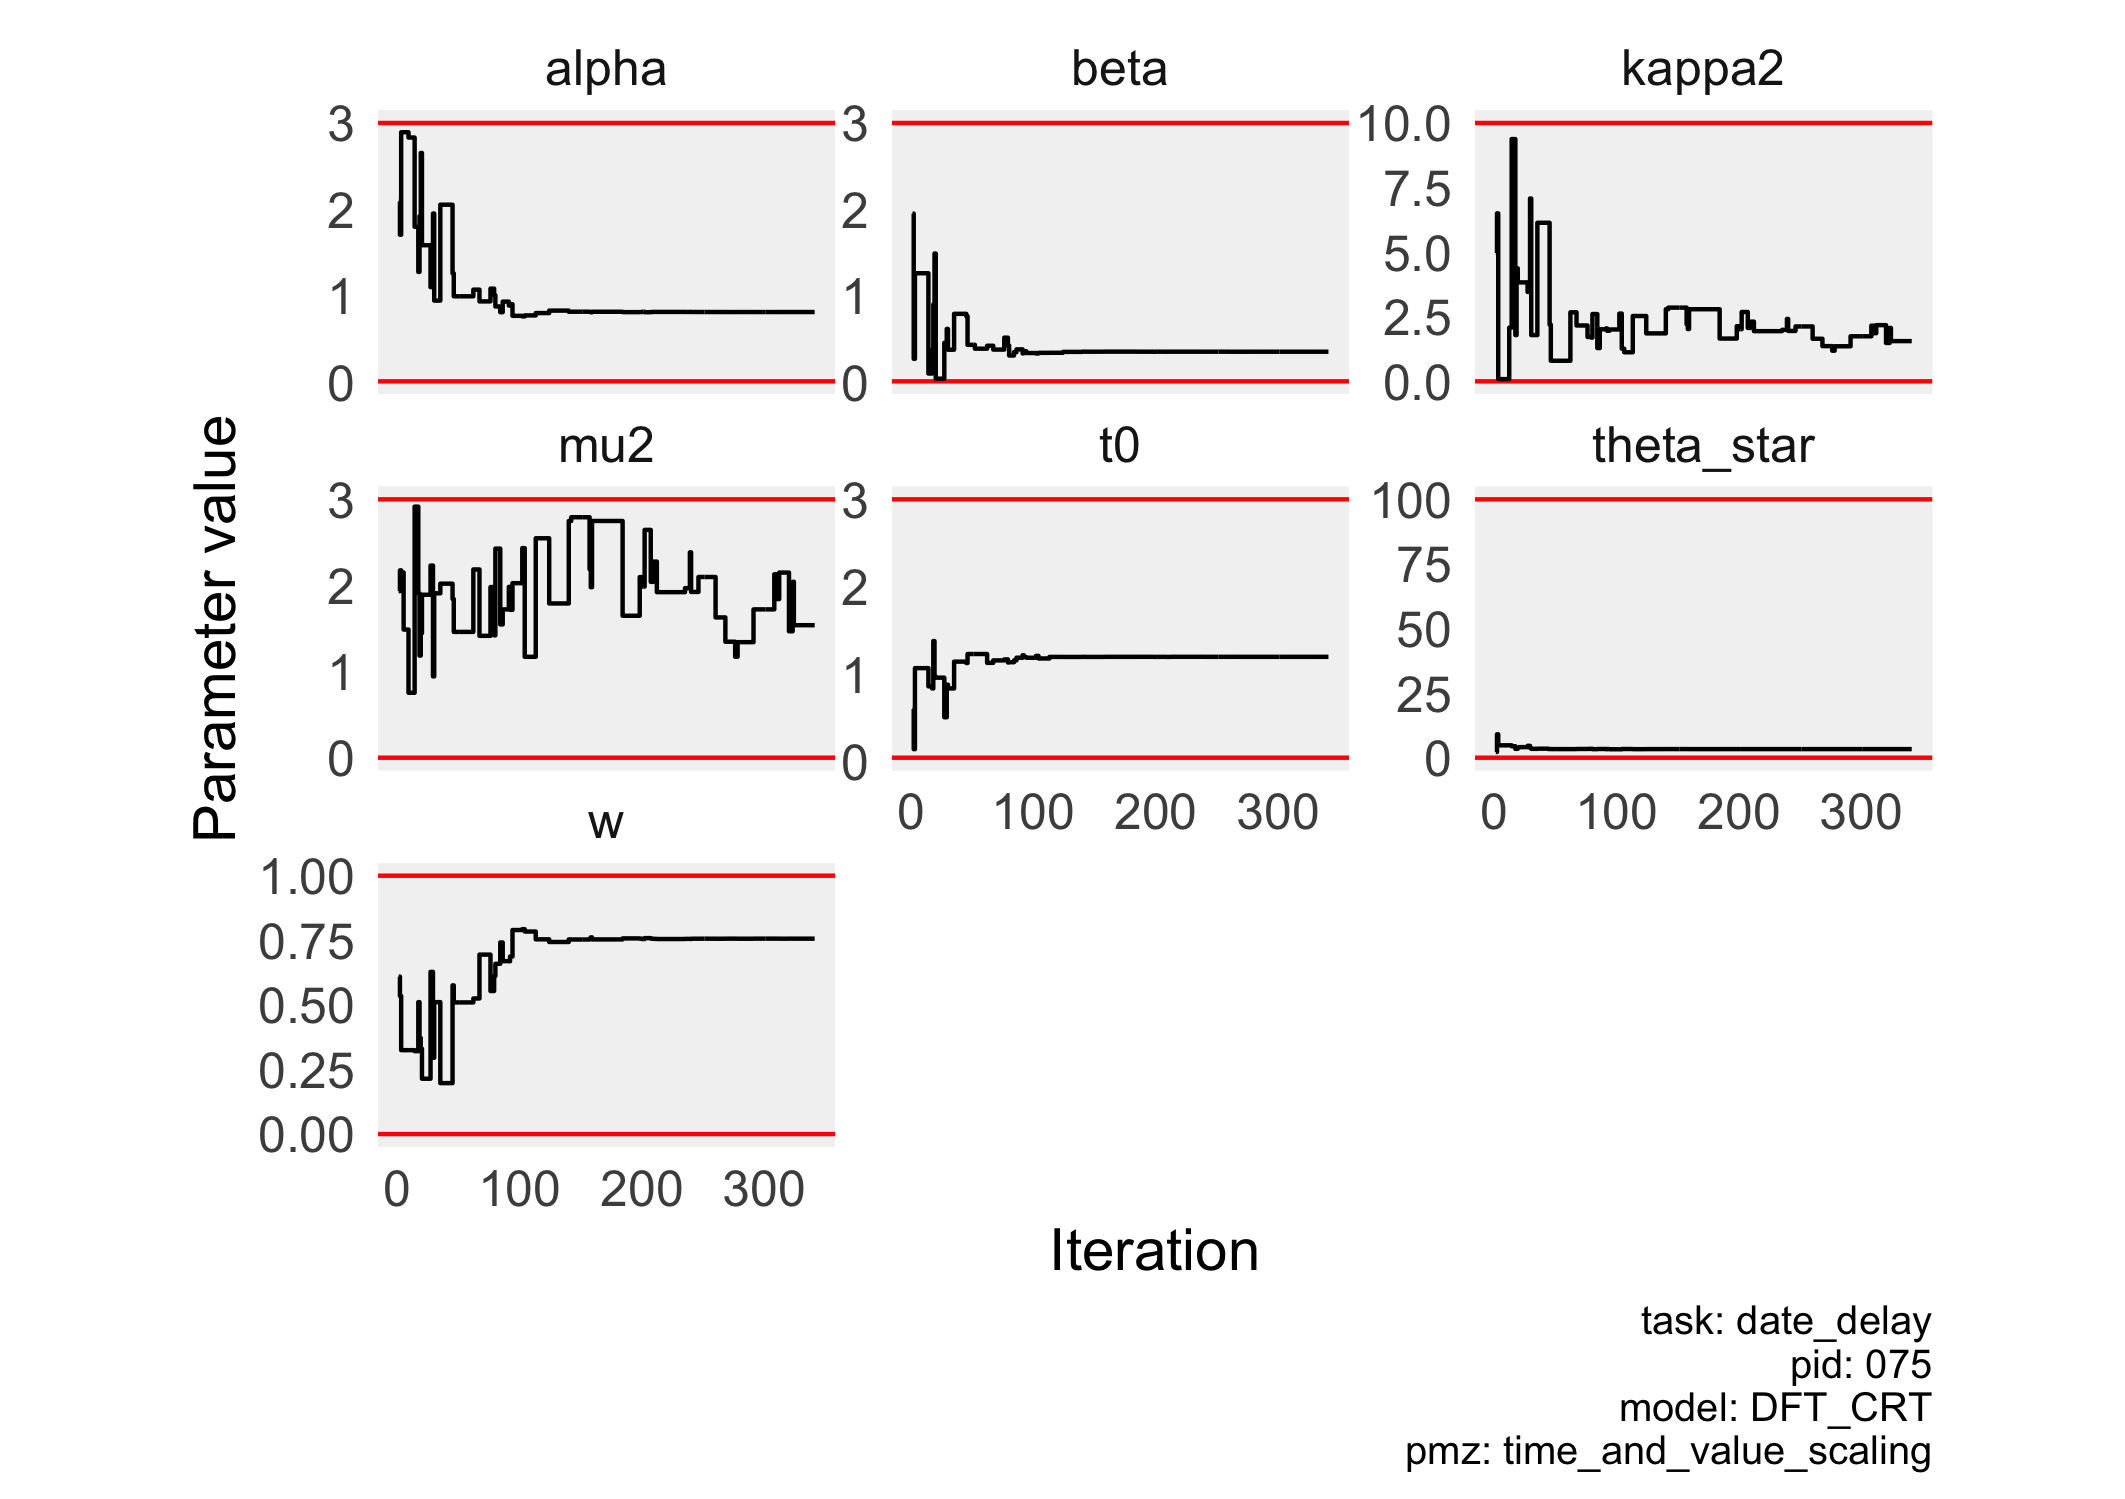 alpha
beta
kappa2
3
2
1
0
3
2
1
0
10.0
7.5
5.0
2.5
0.0
mu2
t0
theta_star
3
2
1
0
3
2
1
0
100
75
50
25
0
0 100 200 300
0 100 200 300
w
1.00
0.75
0.50
0.25
0.00
0 100 200 300
Parameter value
Iteration
task: date_delay
pid: 075
model: DFT_CRT
pmz: time_and_value_scaling